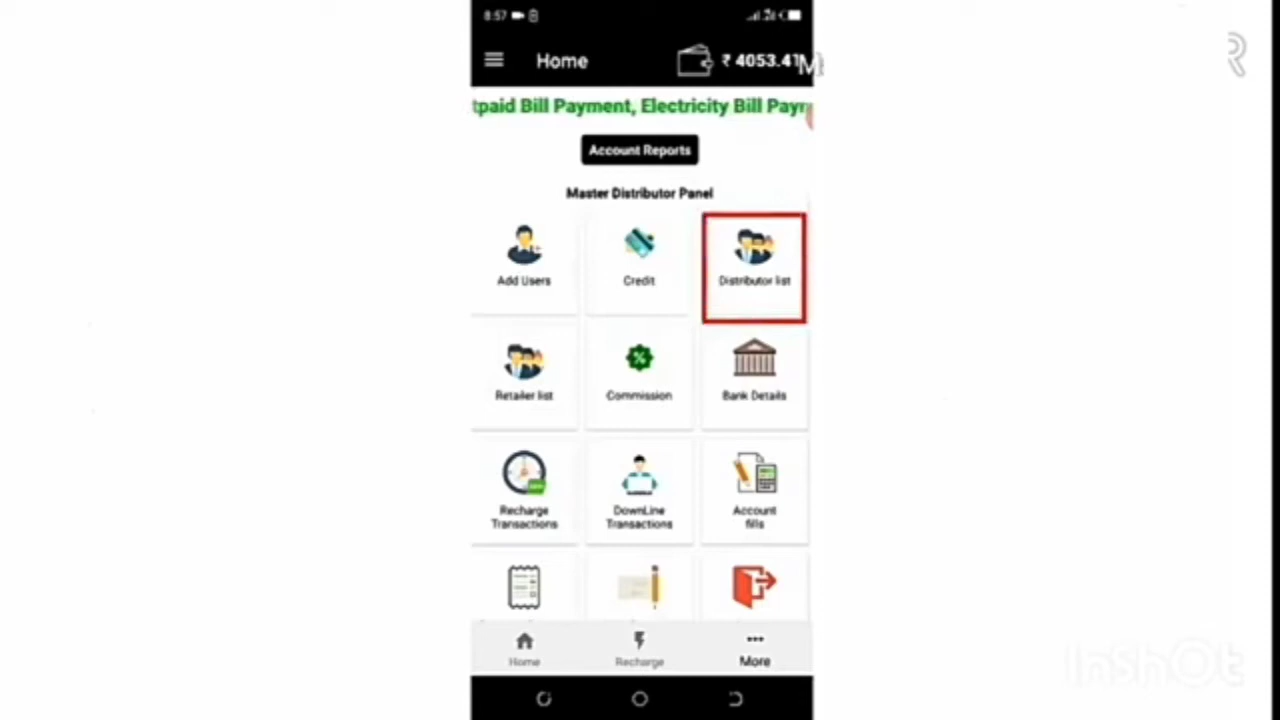 8:57
Home
₹ 4053.41
M
tpaid Bill Payment, Electricity Bill Paym
Account Reports
Master Distributor Panel
Add Users
Credit
Distributor list
Retailer list
Commission
Bank Details
Recharge
Transactions
DownLine
Transactions
Account
fills
Home
Recharge
More
R
InShOt